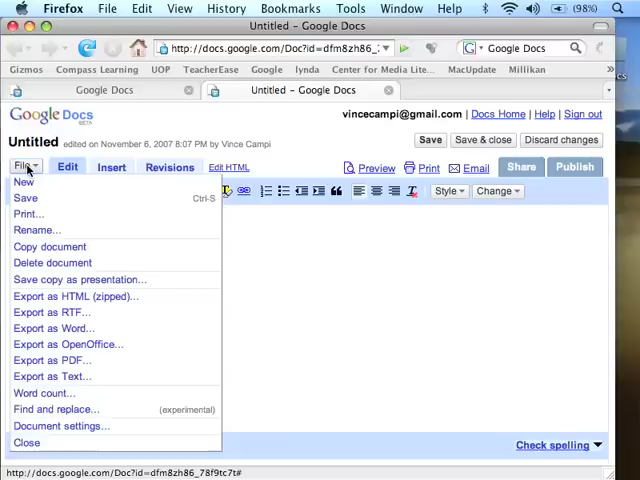 Firefox File Edit View History Bookmarks Tools Window Help (98%)
Untitled - Google Docs
http://docs.google.com/Doc?id=dfm8zh86_ Google Docs
Gizmos Compass Learning UOP TeacherEase Google lynda Center for Media Lit... MacUpdate Millikan
Google Docs Untitled - Google Docs
Google Docs BETA vincecampi@gmail.com | Docs Home | Help | Sign out
Untitled edited on November 6, 2007 8:07 PM by Vince Campi Save Save & close Discard changes
File Edit Insert Revisions Edit HTML Preview Print Email Share Publish
Style Change
New
Save Ctrl-S
Print...
Rename...
Copy document
Delete document
Save copy as presentation...
Export as HTML (zipped)...
Export as RTF...
Export as Word...
Export as OpenOffice...
Export as PDF...
Export as Text...
Word count...
Find and replace... (experimental)
Document settings...
Close
Check spelling
http://docs.google.com/Doc?id=dfm8zh86_78f9tc7t#